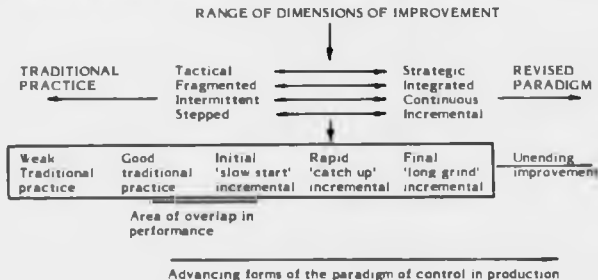 RANGE OF DIMENSIONS OF IMPROVEMENT
TRADITIONAL PRACTICE
Tactical
Fragmented
Intermittent
Stepped
Strategic
Integrated
Continuous
Incremental
REVISED PARADIGM
Weak Traditional practice
Good traditional practice
Initial 'slow start' incremental
Rapid 'catch up' incremental
Final 'long grind' incremental
Unending improvement
Area of overlap in performance
Advancing forms of the paradigm of control in production